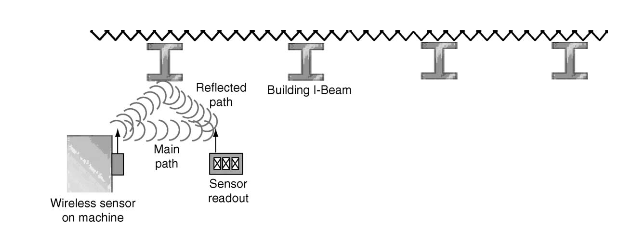 Reflected
path
Building I-Beam
Main
path
Sensor
readout
Wireless sensor
on machine